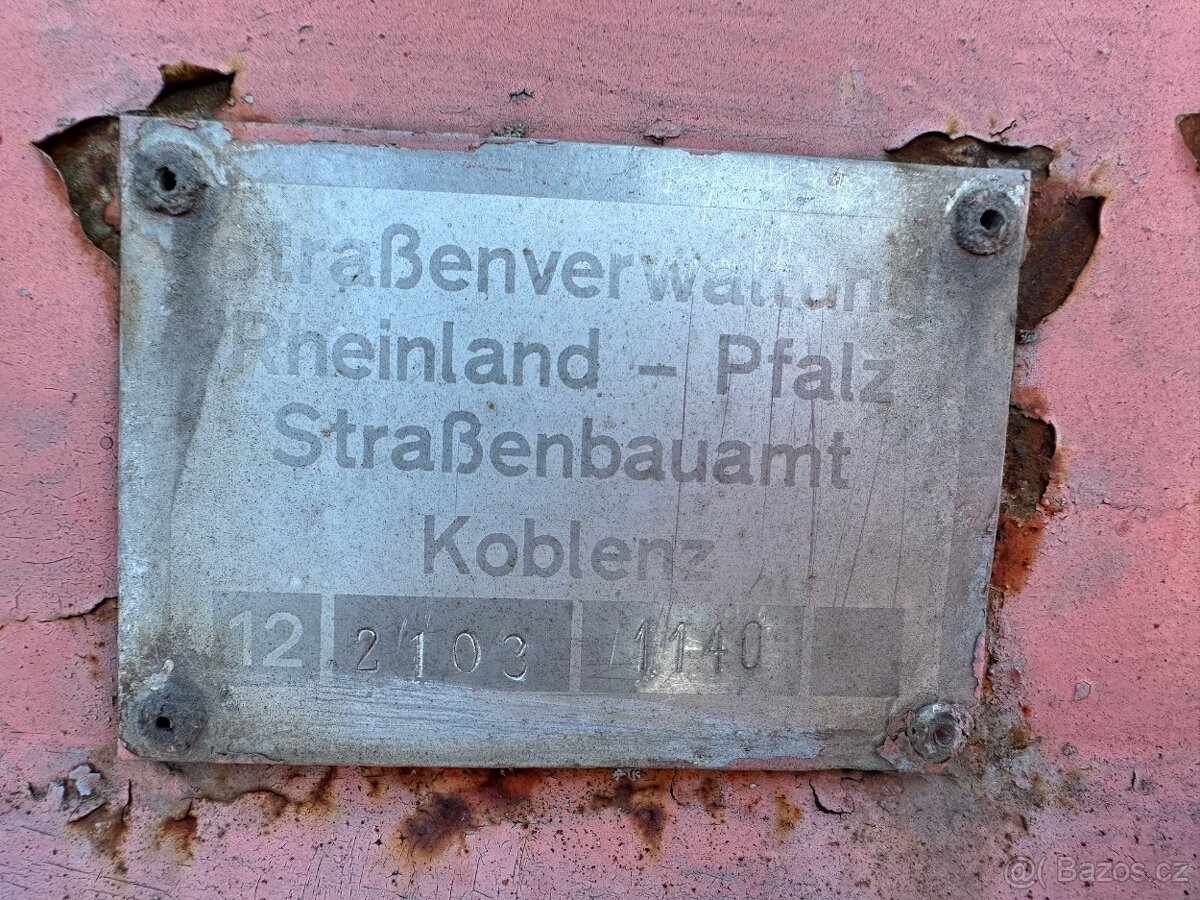 Straßenverwaltung
Rheinland - Pfalz
Straßenbauamt
Koblenz
12 2103 1140
@( Bazos.cz